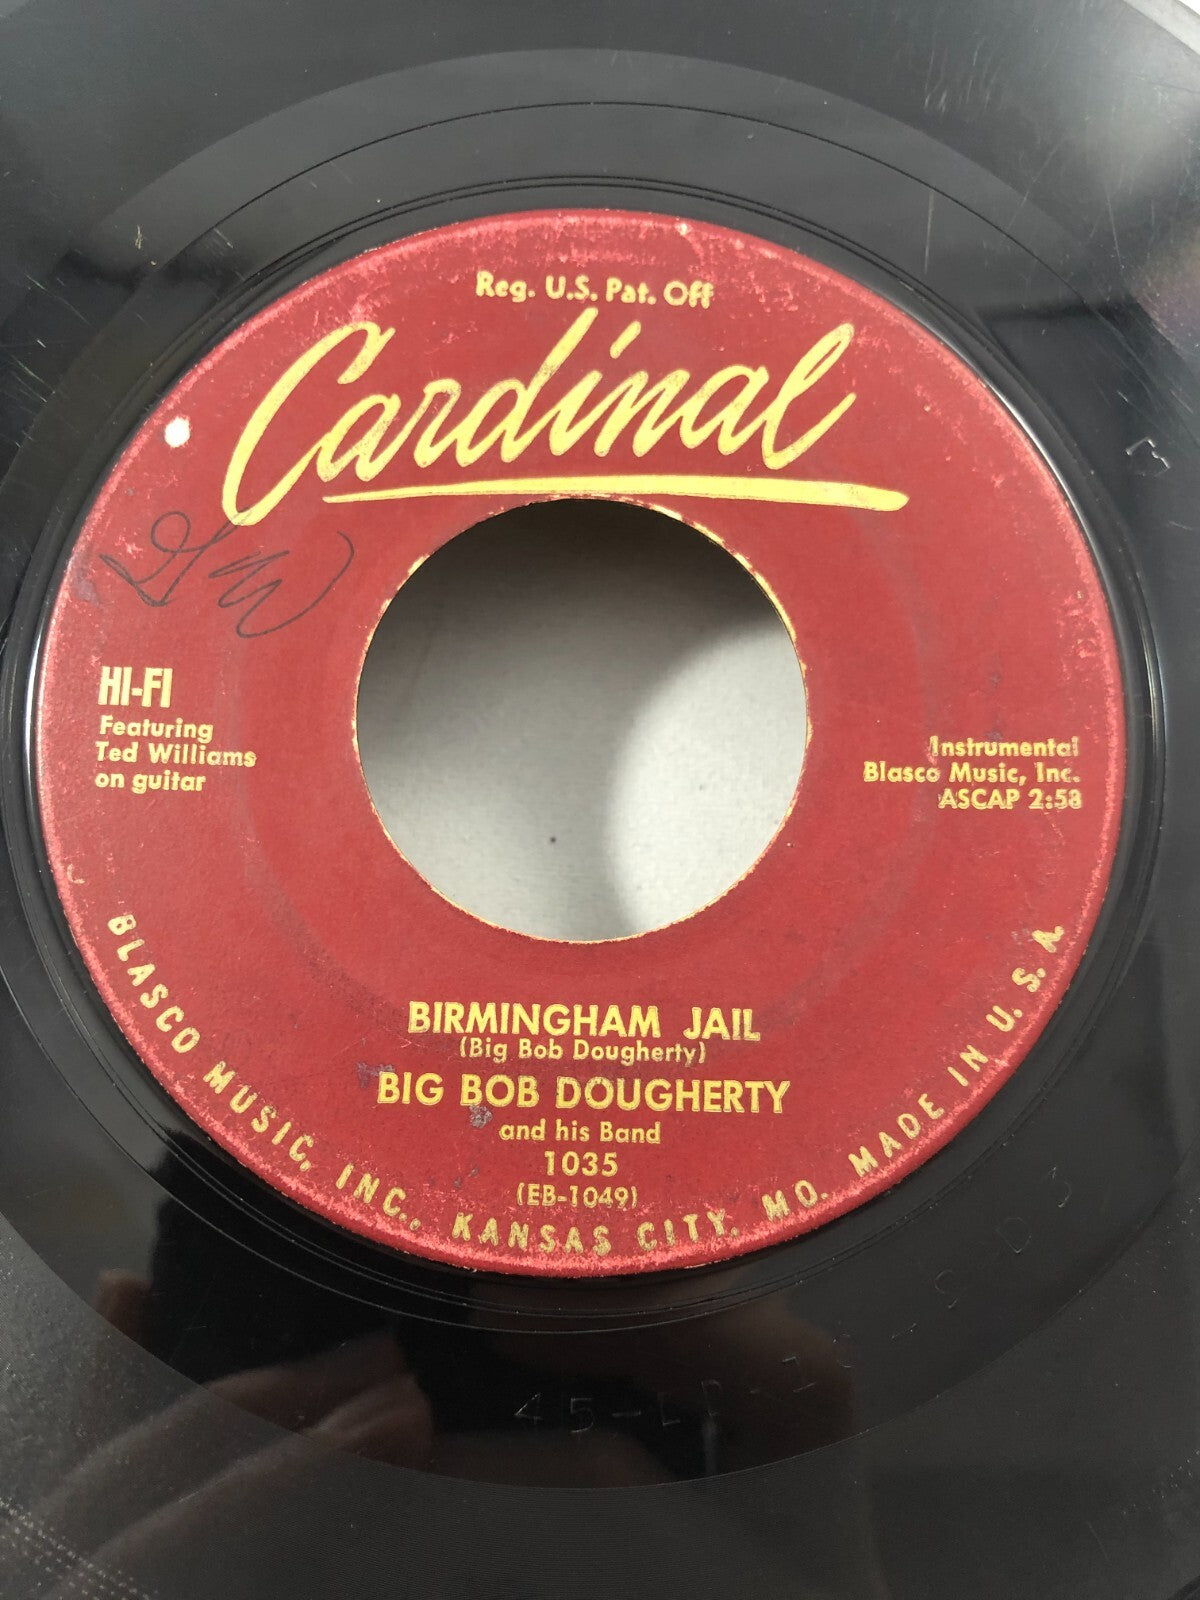 Reg. U.S. Pat. Off
Cardinal
HI-FI
Featuring
Ted Williams
on guitar
Instrumental
Blasco Music, Inc.
ASCAP 2:58
BIRMINGHAM JAIL
(Big Bob Dougherty)
BIG BOB DOUGHERTY
and his Band
1035
(EB-1049)
BLASCO MUSIC, INC., KANSAS CITY, MO. MADE IN U. S. A.